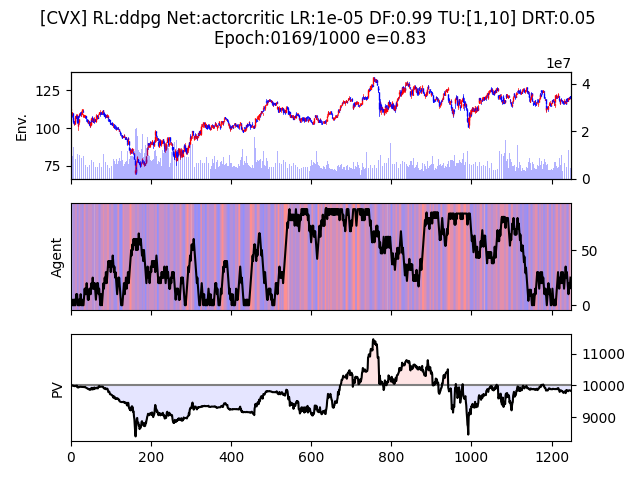 [CVX] RL:ddpg Net:actorcritic LR:1e-05 DF:0.99 TU:[1,10] DRT:0.05
Epoch:0169/1000 e=0.83
1e7
125
100
75
Env.
4
2
0
Agent
50
0
PV
11000
10000
9000
0 200 400 600 800 1000 1200